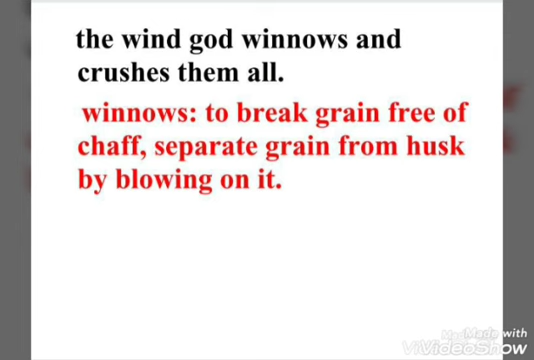 the wind god winnows and
crushes them all.
winnows: to break grain free of
chaff, separate grain from husk
by blowing on it.
Made with
VivaVideo